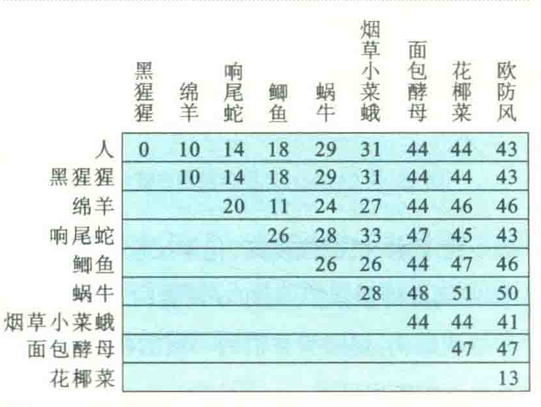 黑猩猩 绵羊 响尾蛇 鲫鱼 蜗牛 烟草小菜蛾 面包酵母 花椰菜 欧防风
人 0 10 14 18 29 31 44 44 43
黑猩猩 10 14 18 29 31 44 44 43
绵羊 20 11 24 27 44 46 46
响尾蛇 26 28 33 47 45 43
鲫鱼 26 26 44 47 46
蜗牛 28 48 51 50
烟草小菜蛾 44 44 41
面包酵母 47 47
花椰菜 13